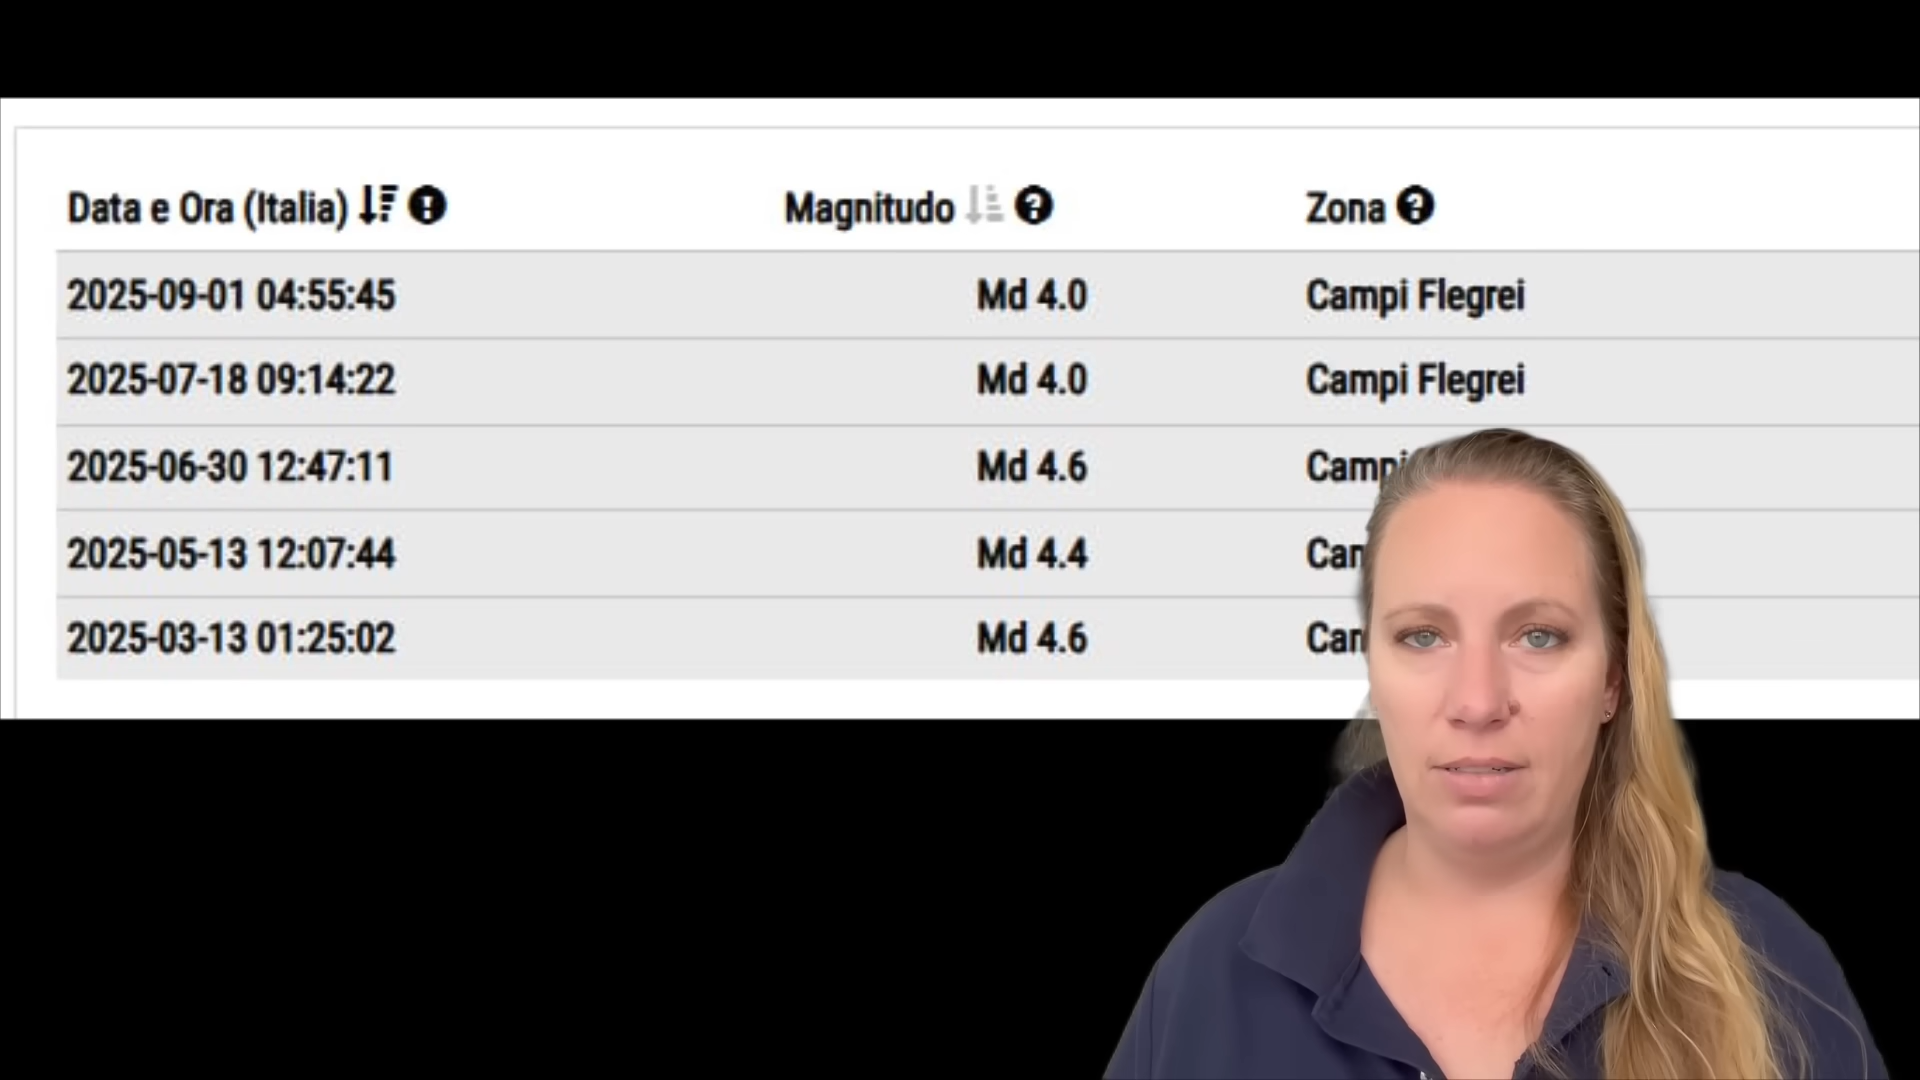 Data e Ora (Italia) Magnitudo Zona
2025-09-01 04:55:45 Md 4.0 Campi Flegrei
2025-07-18 09:14:22 Md 4.0 Campi Flegrei
2025-06-30 12:47:11 Md 4.6
2025-05-13 12:07:44 Md 4.4
2025-03-13 01:25:02 Md 4.6